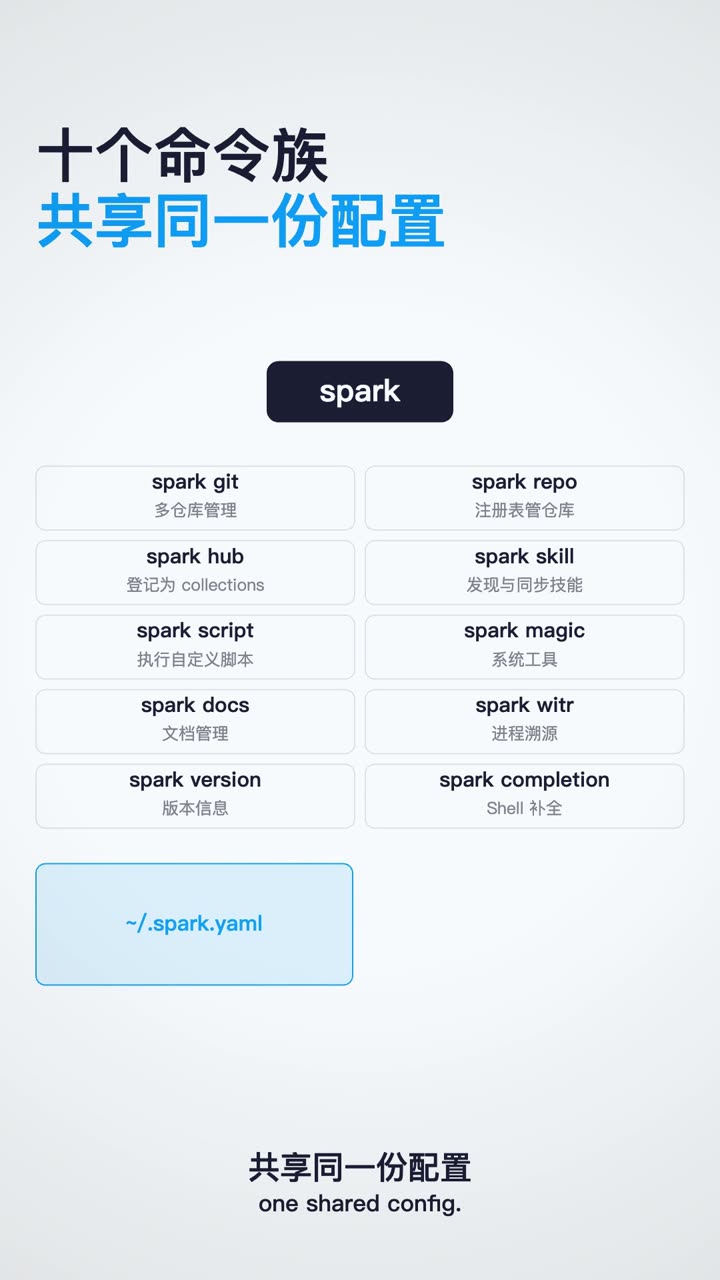 十个命令族
共享同一份配置
spark
spark git
多仓库管理
spark repo
注册表管仓库
spark hub
登记为 collections
spark skill
发现与同步技能
spark script
执行自定义脚本
spark magic
系统工具
spark docs
文档管理
spark witr
进程溯源
spark version
版本信息
spark completion
Shell 补全
~/.spark.yaml
共享同一份配置
one shared config.